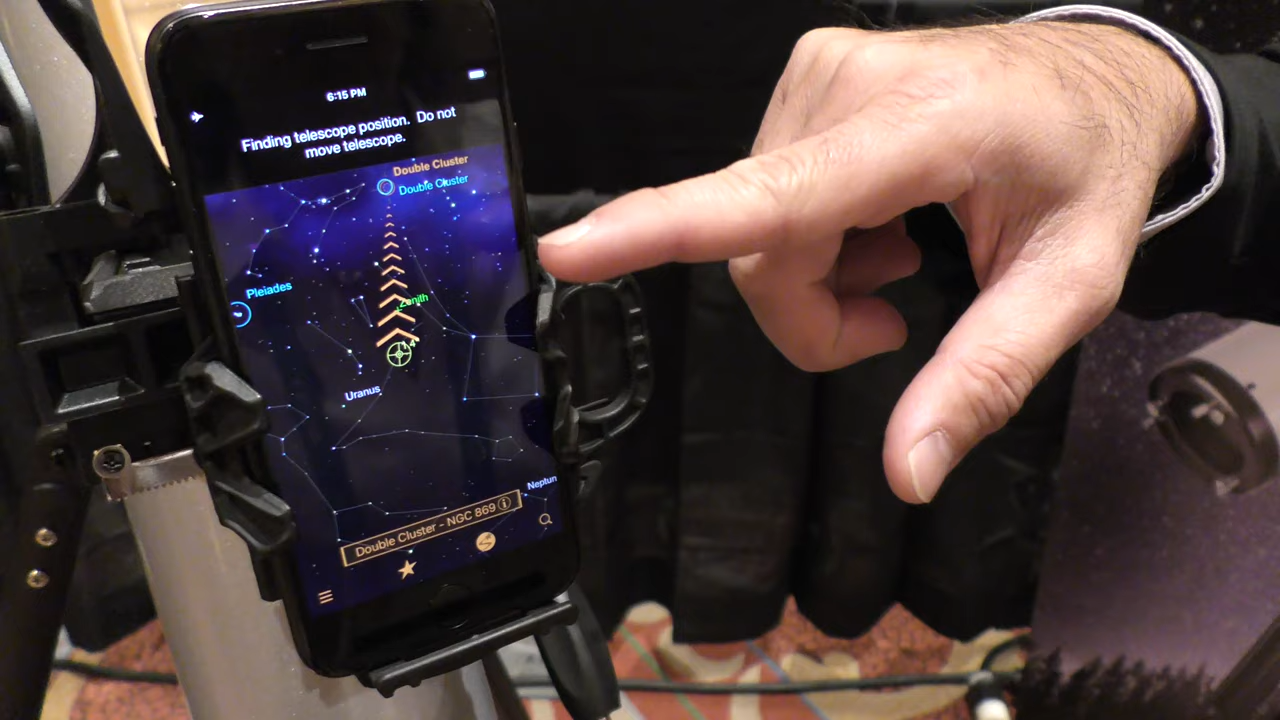 6:15 PM
Finding telescope position. Do not
move telescope.
Double Cluster
Double Cluster
Pleiades
Zenith
Uranus
Neptun
Double Cluster - NGC 869